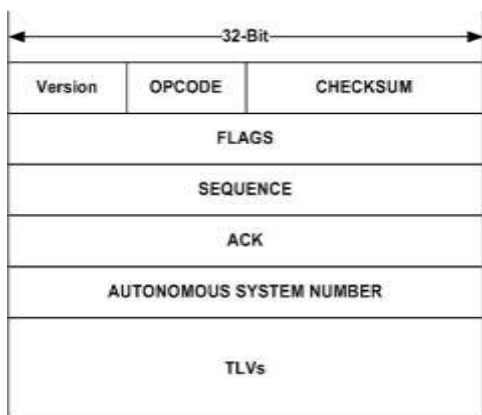 32-Bit
Version OPCODE CHECKSUM
FLAGS
SEQUENCE
ACK
AUTONOMOUS SYSTEM NUMBER
TLVs